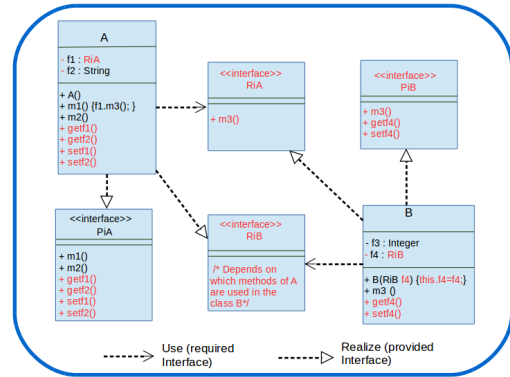 A
- f1 : RiA
- f2 : String
+ A()
+ m1() {f1.m3(); }
+ m2()
+ getf1()
+ getf2()
+ setf1()
+ setf2()
<<interface>>
RiA
+ m3()
<<interface>>
PiB
+ m3()
+ getf4()
+ setf4()
<<interface>>
PiA
+ m1()
+ m2()
+ getf1()
+ getf2()
+ setf1()
+ setf2()
<<interface>>
RiB
/* Depends on
which methods of A
are used in the
class B*/
B
- f3 : Integer
- f4 : RiB
+ B(RiB f4) {this.f4=f4;}
+ m3 ()
+ getf4()
+ setf4()
Use (required
Interface)
Realize (provided
Interface)